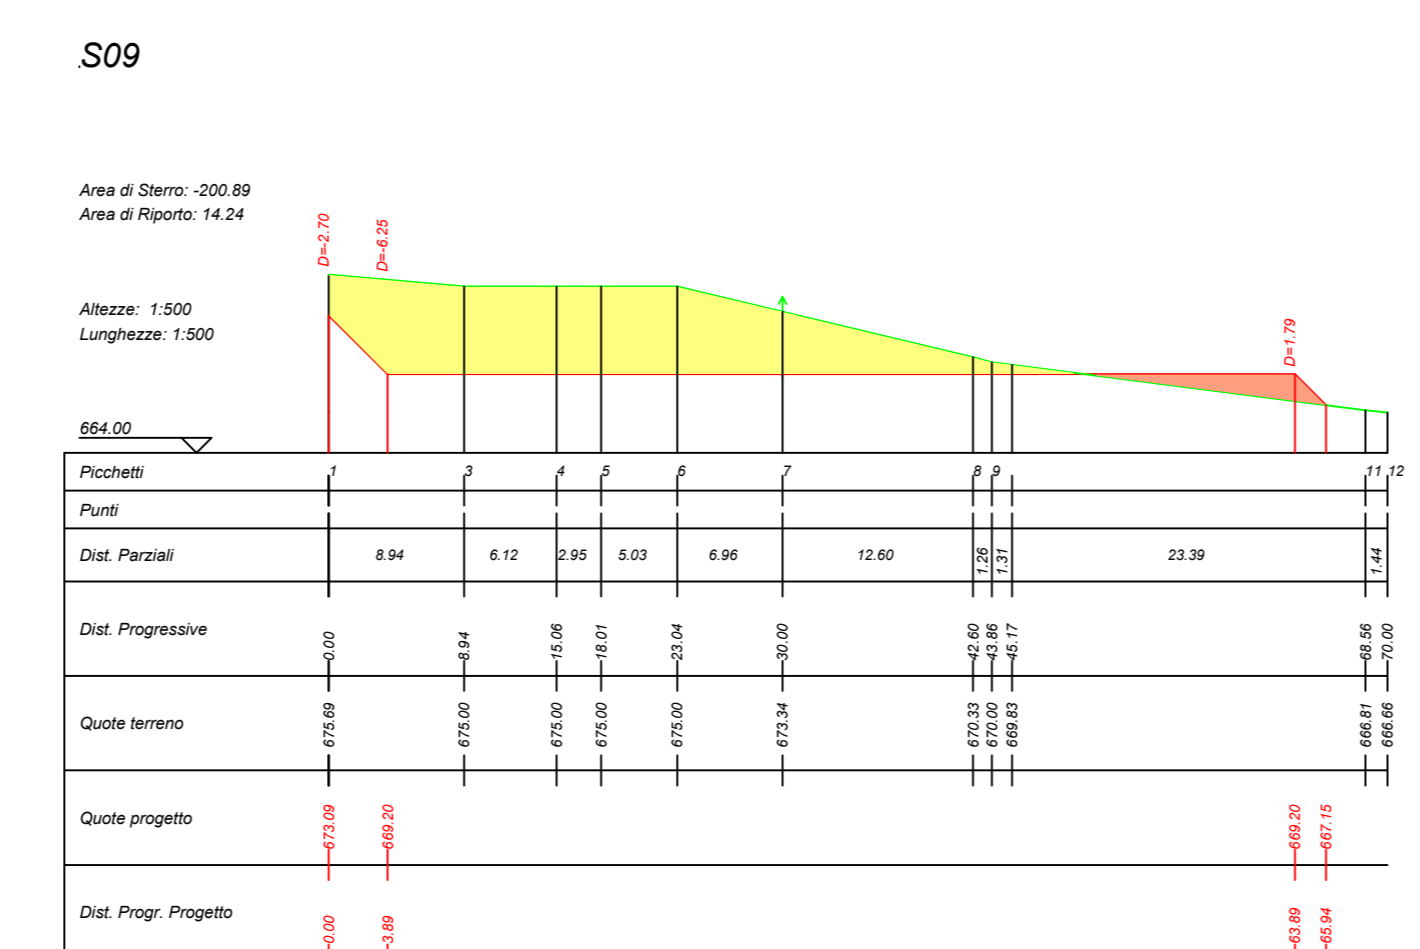 .S09
Area di Sterro: -200.89
Area di Riporto: 14.24
D=-2.70
D=-6.25
Altezze: 1:500
Lunghezze: 1:500
D=1.79
664.00
Picchetti 1 3 4 5 6 7 8 9 11 12
Punti
Dist. Parziali 8.94 6.12 2.95 5.03 6.96 12.60 1.26 1.31 23.39 1.44
Dist. Progressive 0.00 8.94 15.06 18.01 23.04 30.00 42.60 43.86 45.17 68.56 70.00
Quote terreno 675.69 675.00 675.00 675.00 675.00 673.34 670.33 670.00 669.83 666.81 666.66
Quote progetto 673.09 669.20 669.20 667.15
Dist. Progr. Progetto 0.00 3.89 63.89 65.94